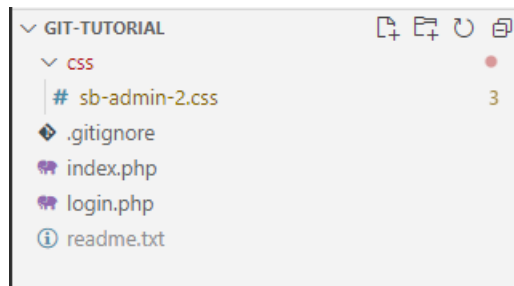 GIT-TUTORIAL
css
# sb-admin-2.css 3
.gitignore
index.php
login.php
readme.txt